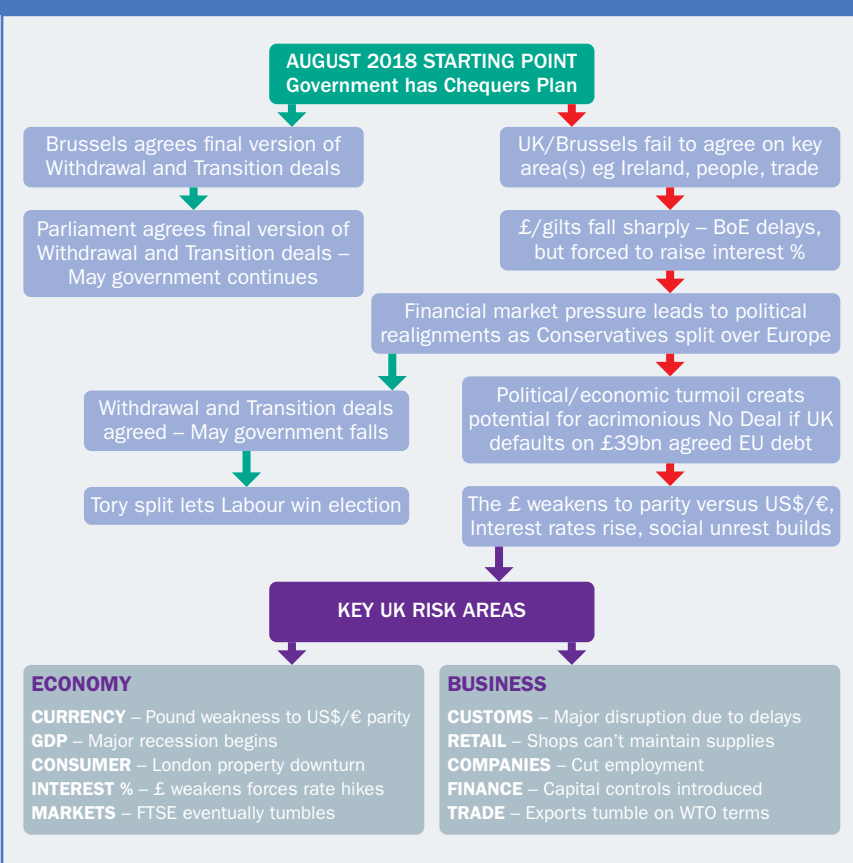 AUGUST 2018 STARTING POINT
Government has Chequers Plan
Brussels agrees final version of
Withdrawal and Transition deals
UK/Brussels fail to agree on key
area(s) eg Ireland, people, trade
Parliament agrees final version of
Withdrawal and Transition deals –
May government continues
£/gilts fall sharply – BoE delays,
but forced to raise interest %
Financial market pressure leads to political
realignments as Conservatives split over Europe
Withdrawal and Transition deals
agreed – May government falls
Political/economic turmoil creats
potential for acrimonious No Deal if UK
defaults on £39bn agreed EU debt
Tory split lets Labour win election
The £ weakens to parity versus US$/€,
Interest rates rise, social unrest builds
KEY UK RISK AREAS
ECONOMY
CURRENCY – Pound weakness to US$/€ parity
GDP – Major recession begins
CONSUMER – London property downturn
INTEREST % – £ weakens forces rate hikes
MARKETS – FTSE eventually tumbles
BUSINESS
CUSTOMS – Major disruption due to delays
RETAIL – Shops can't maintain supplies
COMPANIES – Cut employment
FINANCE – Capital controls introduced
TRADE – Exports tumble on WTO terms